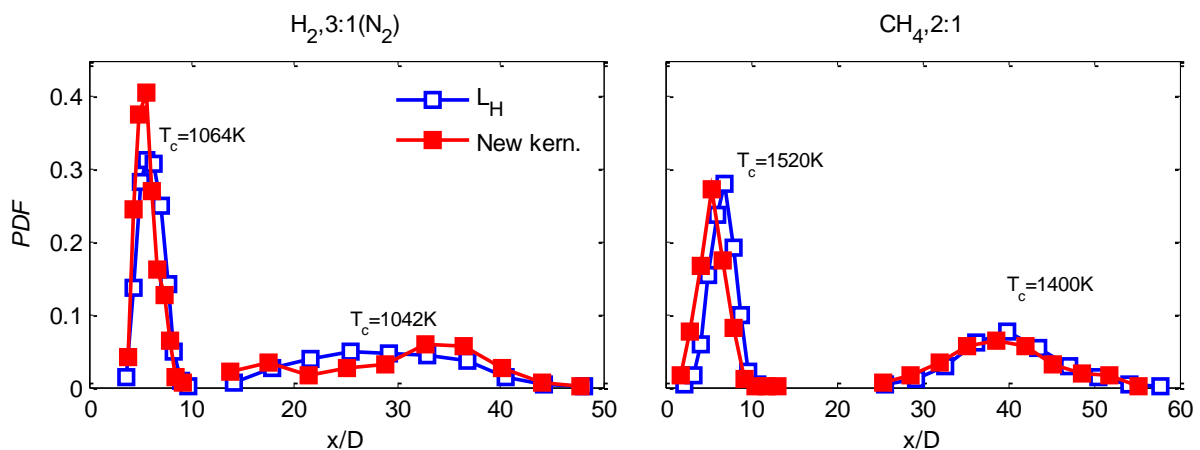 H2,3:1(N2)
CH4,2:1
PDF
0.4
0.3
0.2
0.1
0
LH
New kern.
Tc=1064K
Tc=1042K
Tc=1520K
Tc=1400K
0 10 20 30 40 50
0 10 20 30 40 50 60
x/D
x/D